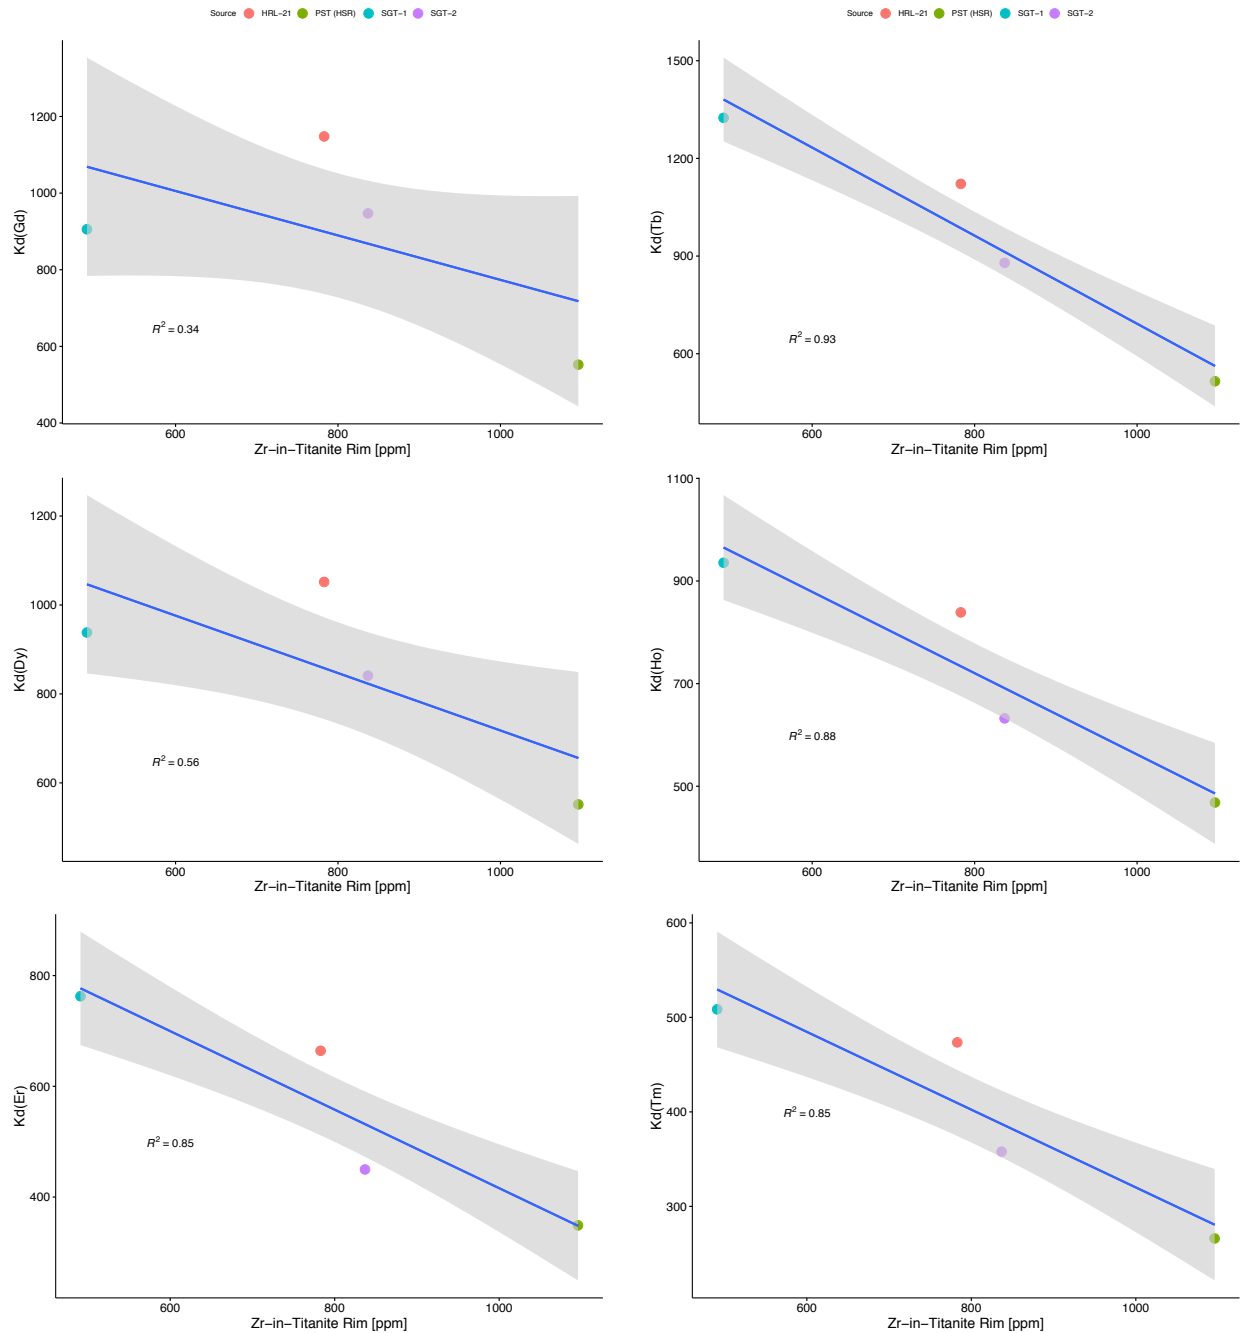 Source HRL−21 PST (HSR) SGT−1 SGT−2
Source HRL−21 PST (HSR) SGT−1 SGT−2
1200
1000
800
600
400
Kd(Gd)
R² = 0.34
600 800 1000
Zr−in−Titanite Rim [ppm]
1500
1200
900
600
Kd(Tb)
R² = 0.93
600 800 1000
Zr−in−Titanite Rim [ppm]
1200
1000
800
600
Kd(Dy)
R² = 0.56
600 800 1000
Zr−in−Titanite Rim [ppm]
1100
900
700
500
Kd(Ho)
R² = 0.88
600 800 1000
Zr−in−Titanite Rim [ppm]
800
600
400
Kd(Er)
R² = 0.85
600 800 1000
Zr−in−Titanite Rim [ppm]
600
500
400
300
Kd(Tm)
R² = 0.85
600 800 1000
Zr−in−Titanite Rim [ppm]